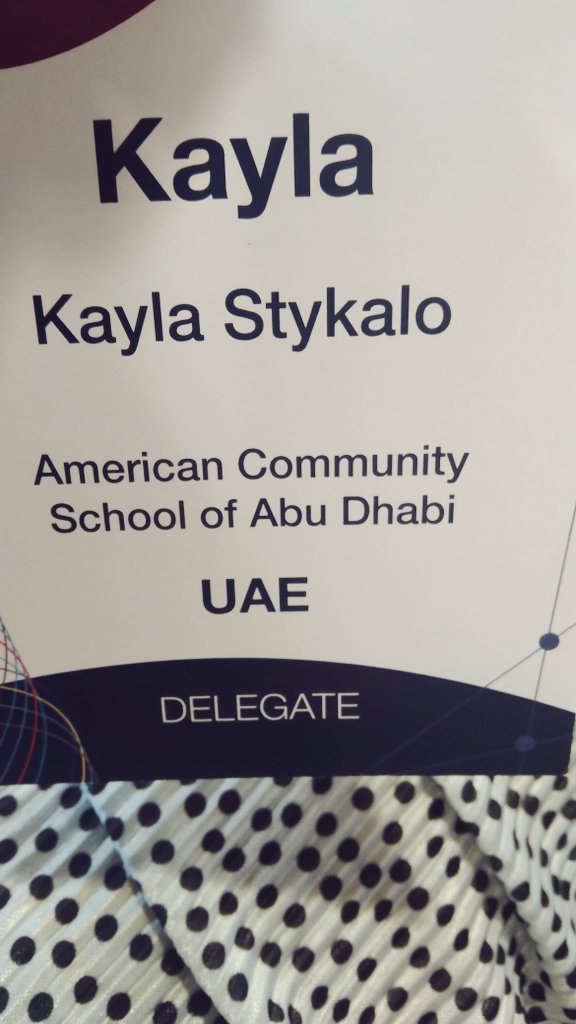 Kayla
Kayla Stykalo
American Community
School of Abu Dhabi
UAE
DELEGATE